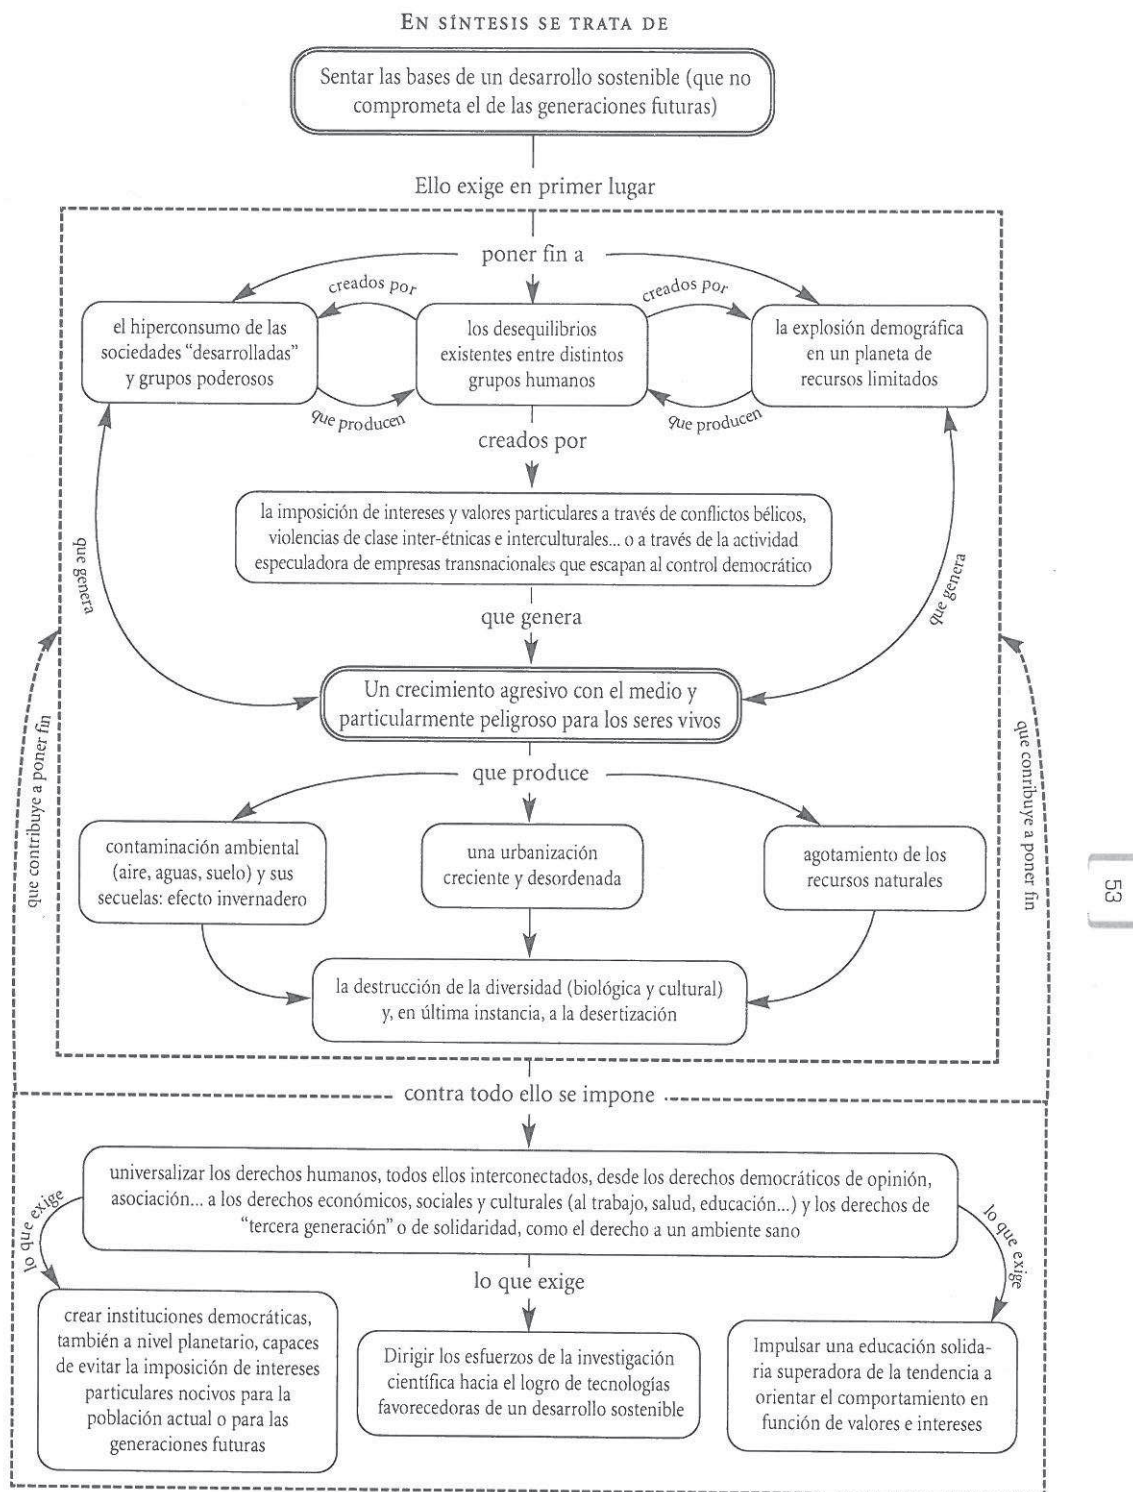 EN SÍNTESIS SE TRATA DE
Sentar las bases de un desarrollo sostenible (que no
comprometa el de las generaciones futuras)
Ello exige en primer lugar
poner fin a
creados por
creados por
el hiperconsumo de las
sociedades “desarrolladas”
y grupos poderosos
los desequilibrios
existentes entre distintos
grupos humanos
la explosión demográfica
en un planeta de
recursos limitados
que producen
que producen
creados por
la imposición de intereses y valores particulares a través de conflictos bélicos,
violencias de clase inter-étnicas e interculturales... o a través de la actividad
especuladora de empresas transnacionales que escapan al control democrático
que genera
que genera
que genera
Un crecimiento agresivo con el medio y
particularmente peligroso para los seres vivos
que contribuye a poner fin
que conribuye a poner fin
que produce
contaminación ambiental
(aire, aguas, suelo) y sus
secuelas: efecto invernadero
una urbanización
creciente y desordenada
agotamiento de los
recursos naturales
53
la destrucción de la diversidad (biológica y cultural)
y, en última instancia, a la desertización
contra todo ello se impone
universalizar los derechos humanos, todos ellos interconectados, desde los derechos democráticos de opinión,
asociación... a los derechos económicos, sociales y culturales (al trabajo, salud, educación...) y los derechos de
“tercera generación” o de solidaridad, como el derecho a un ambiente sano
lo que exige
lo que exige
lo que exige
crear instituciones democráticas,
también a nivel planetario, capaces
de evitar la imposición de intereses
particulares nocivos para la
población actual o para las
generaciones futuras
Dirigir los esfuerzos de la investigación
científica hacia el logro de tecnologías
favorecedoras de un desarrollo sostenible
Impulsar una educación solida-
ria superadora de la tendencia a
orientar el comportamiento en
función de valores e intereses